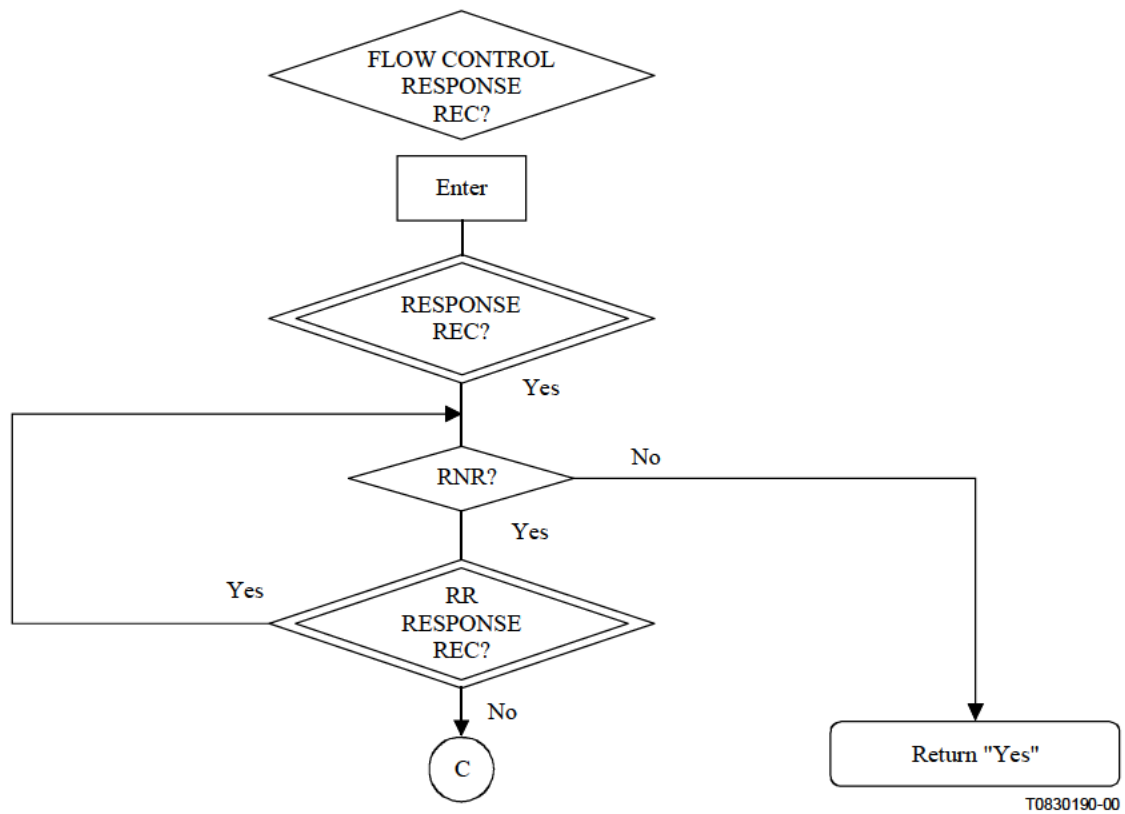 FLOW CONTROL
RESPONSE
REC?
Enter
RESPONSE
REC?
Yes
RNR?
No
Yes
Yes
RR
RESPONSE
REC?
No
C
Return "Yes"
T0830190-00